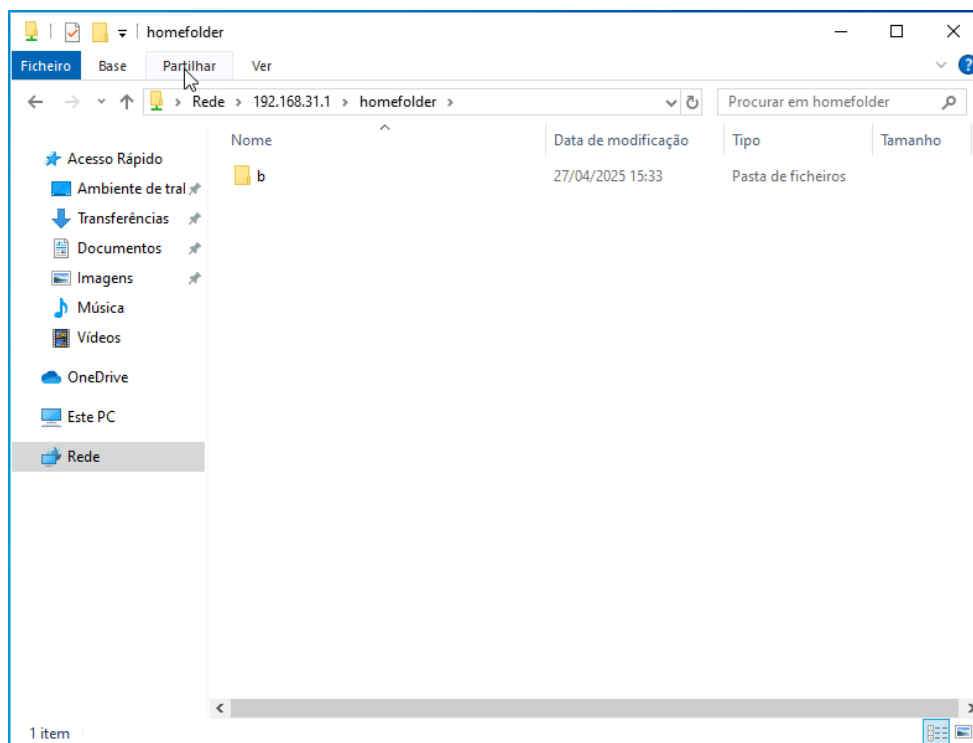 homefolder
Ficheiro Base Partilhar Ver
Rede > 192.168.31.1 > homefolder > Procurar em homefolder
Nome Data de modificação Tipo Tamanho
Acesso Rápido
b 27/04/2025 15:33 Pasta de ficheiros
Ambiente de tral
Transferências
Documentos
Imagens
Música
Vídeos
OneDrive
Este PC
Rede
1 item